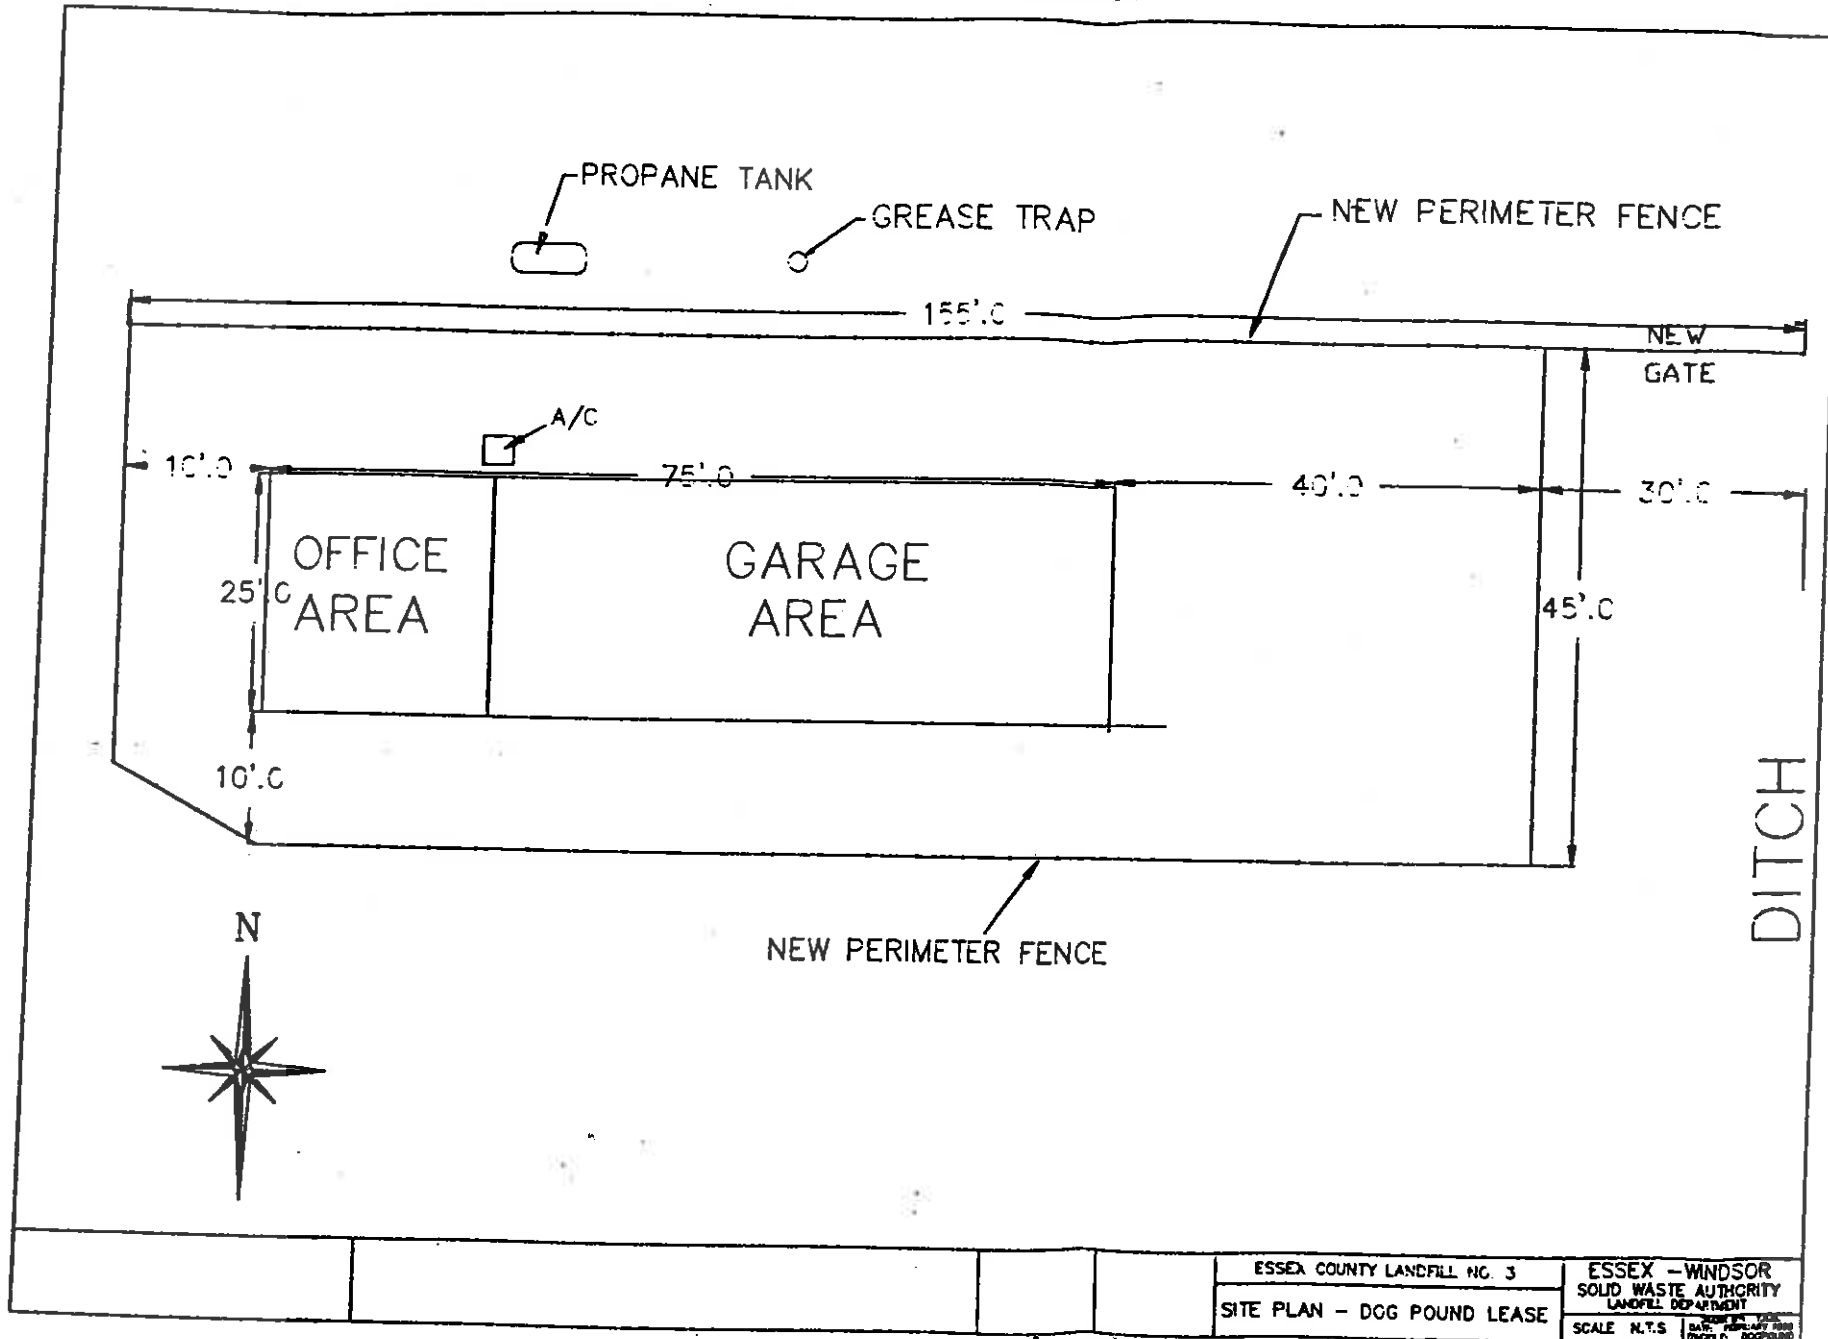 PROPANE TANK
GREASE TRAP
NEW PERIMETER FENCE
155'.0
NEW
GATE
A/C
10'.0
75'.0
40'.0
30'.0
OFFICE
AREA
GARAGE
AREA
25'.0
45'.0
10'.0
DITCH
NEW PERIMETER FENCE
N
ESSEX COUNTY LANDFILL NO. 3
SITE PLAN - DOG POUND LEASE
ESSEX - WINDSOR
SOLID WASTE AUTHORITY
LANDFILL DEPARTMENT
SCALE N.T.S